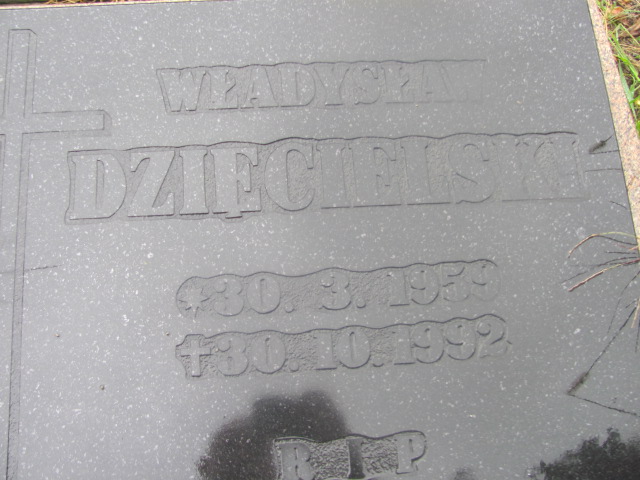 WŁADYSŁAW
DZIĘCIELSKI
* 30. 3. 1959
✝ 30. 10. 1992
R I P